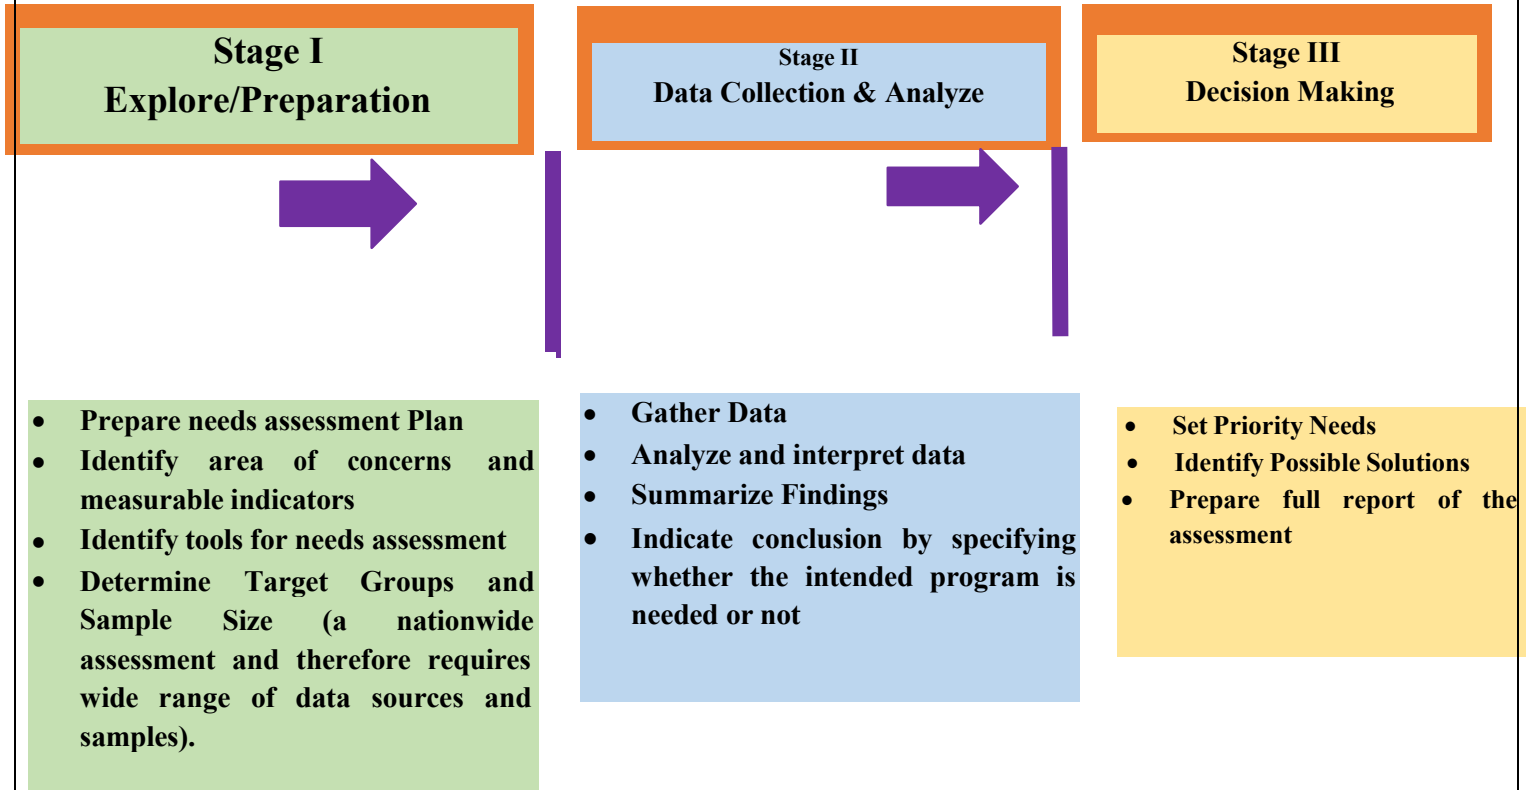 Stage I
Explore/Preparation
Stage II
Data Collection & Analyze
Stage III
Decision Making
• Prepare needs assessment Plan
• Identify area of concerns and
measurable indicators
• Identify tools for needs assessment
• Determine Target Groups and
Sample Size (a nationwide
assessment and therefore requires
wide range of data sources and
samples).
• Gather Data
• Analyze and interpret data
• Summarize Findings
• Indicate conclusion by specifying
whether the intended program is
needed or not
• Set Priority Needs
• Identify Possible Solutions
• Prepare full report of the
assessment